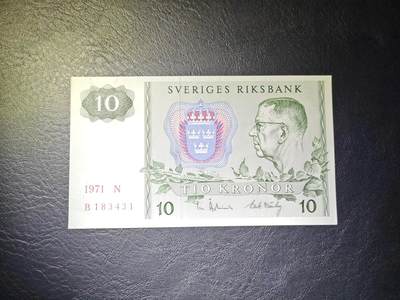 SVERIGES RIKSBANK
10
1971 N
B 183431
TIO KRONOR
10
10